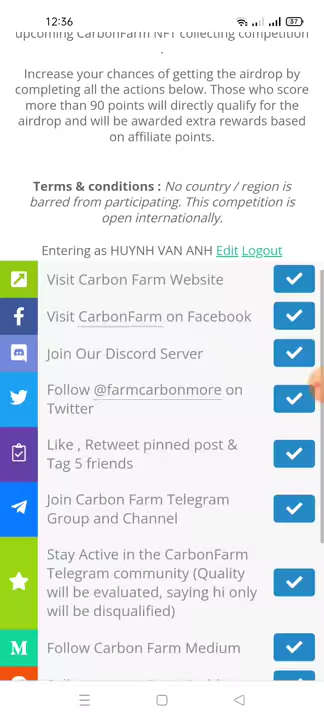 12:36
57
upcoming CarbonFarm NFT collecting competition
.
Increase your chances of getting the airdrop by
completing all the actions below. Those who score
more than 90 points will directly qualify for the
airdrop and will be awarded extra rewards based
on affiliate points.
Terms & conditions : No country / region is
barred from participating. This competition is
open internationally.
Entering as HUYNH VAN ANH Edit Logout
Visit Carbon Farm Website
Visit CarbonFarm on Facebook
Join Our Discord Server
Follow @farmcarbonmore on
Twitter
Like , Retweet pinned post &
Tag 5 friends
Join Carbon Farm Telegram
Group and Channel
Stay Active in the CarbonFarm
Telegram community (Quality
will be evaluated, saying hi only
will be disqualified)
Follow Carbon Farm Medium